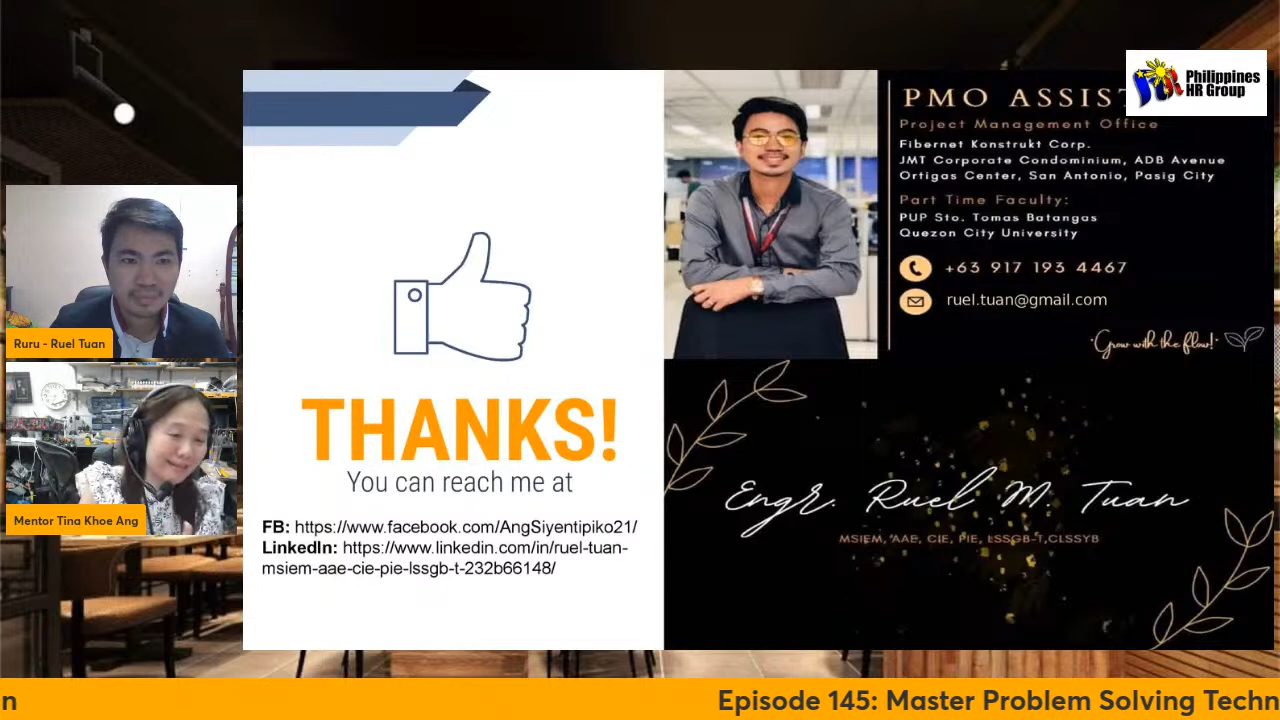 Philippines
HR Group
Ruru - Ruel Tuan
Mentor Tina Khoe Ang
THANKS!
You can reach me at
FB: https://www.facebook.com/AngSiyentipiko21/
LinkedIn: https://www.linkedin.com/in/ruel-tuan-
msiem-aae-cie-pie-lssgb-t-232b66148/
PMO ASSIST
Project Management Office
Fibernet Konstrukt Corp.
JMT Corporate Condominium, ADB Avenue
Ortigas Center, San Antonio, Pasig City
Part Time Faculty:
PUP Sto. Tomas Batangas
Quezon City University
+63 917 193 4467
ruel.tuan@gmail.com
"Grow with the flow!"
Engr. Ruel M. Tuan
MSIEM, AAE, CIE, PIE, LSSGB-T,CLSSYB
n Episode 145: Master Problem Solving Techn